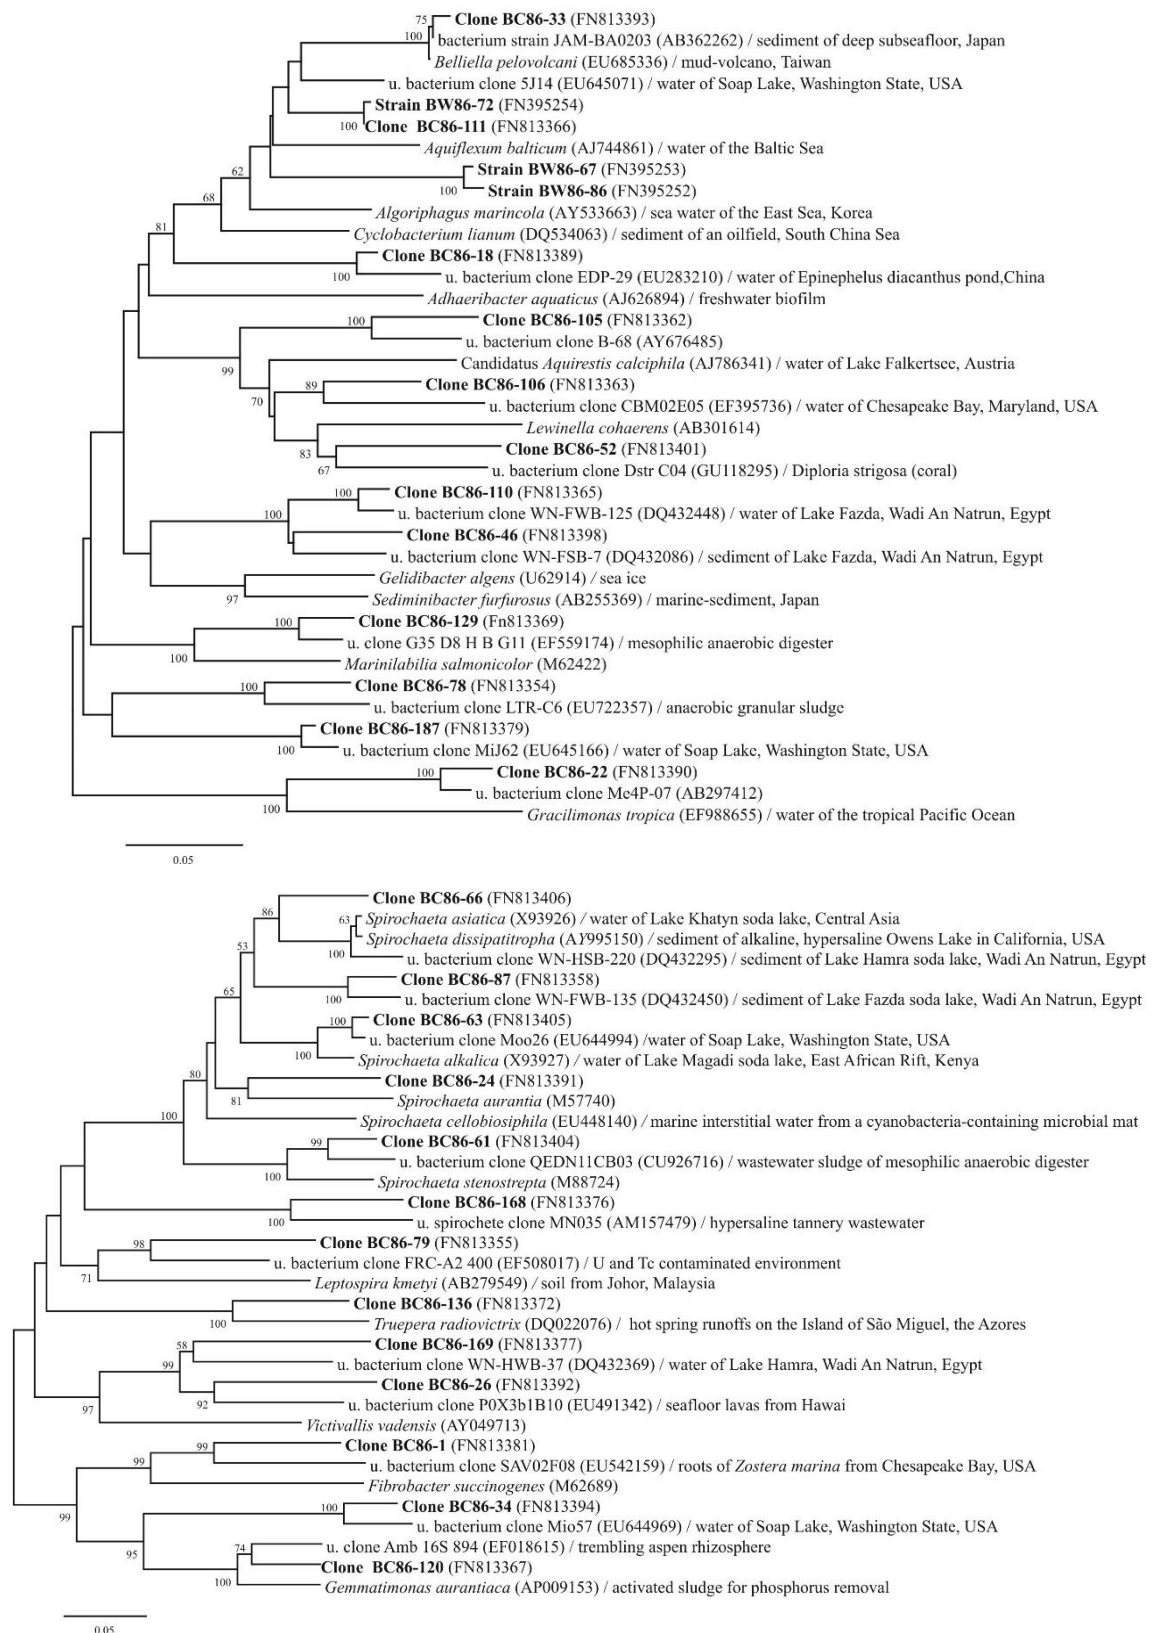 75
Clone BC86-33 (FN813393)
100
bacterium strain JAM-BA0203 (AB362262) / sediment of deep subseafloor, Japan
Belliella pelovolcani (EU685336) / mud-volcano, Taiwan
u. bacterium clone 5J14 (EU645071) / water of Soap Lake, Washington State, USA
Strain BW86-72 (FN395254)
100 Clone BC86-111 (FN813366)
Aquiflexum balticum (AJ744861) / water of the Baltic Sea
62
Strain BW86-67 (FN395253)
100 Strain BW86-86 (FN395252)
68
Algoriphagus marincola (AY533663) / sea water of the East Sea, Korea
81
Cyclobacterium lianum (DQ534063) / sediment of an oilfield, South China Sea
Clone BC86-18 (FN813389)
100
u. bacterium clone EDP-29 (EU283210) / water of Epinephelus diacanthus pond,China
Adhaeribacter aquaticus (AJ626894) / freshwater biofilm
100
Clone BC86-105 (FN813362)
u. bacterium clone B-68 (AY676485)
Candidatus Aquirestis calciphila (AJ786341) / water of Lake Falkertsee, Austria
99
89
Clone BC86-106 (FN813363)
70
u. bacterium clone CBM02E05 (EF395736) / water of Chesapeake Bay, Maryland, USA
Lewinella cohaerens (AB301614)
83
Clone BC86-52 (FN813401)
67
u. bacterium clone Dstr C04 (GU118295) / Diploria strigosa (coral)
100
Clone BC86-110 (FN813365)
100
u. bacterium clone WN-FWB-125 (DQ432448) / water of Lake Fazda, Wadi An Natrun, Egypt
Clone BC86-46 (FN813398)
u. bacterium clone WN-FSB-7 (DQ432086) / sediment of Lake Fazda, Wadi An Natrun, Egypt
Gelidibacter algens (U62914) / sea ice
97
Sediminibacter furfurosus (AB255369) / marine-sediment, Japan
100
Clone BC86-129 (Fn813369)
u. clone G35 D8 H B G11 (EF559174) / mesophilic anaerobic digester
100
Marinilabilia salmonicolor (M62422)
100
Clone BC86-78 (FN813354)
u. bacterium clone LTR-C6 (EU722357) / anaerobic granular sludge
Clone BC86-187 (FN813379)
100
u. bacterium clone MiJ62 (EU645166) / water of Soap Lake, Washington State, USA
100
Clone BC86-22 (FN813390)
u. bacterium clone Me4P-07 (AB297412)
100
Gracilimonas tropica (EF988655) / water of the tropical Pacific Ocean
0.05
Clone BC86-66 (FN813406)
86
63
Spirochaeta asiatica (X93926) / water of Lake Khatyn soda lake, Central Asia
Spirochaeta dissipatitropha (AY995150) / sediment of alkaline, hypersaline Owens Lake in California, USA
53
100
u. bacterium clone WN-HSB-220 (DQ432295) / sediment of Lake Hamra soda lake, Wadi An Natrun, Egypt
Clone BC86-87 (FN813358)
65
100
u. bacterium clone WN-FWB-135 (DQ432450) / sediment of Lake Fazda soda lake, Wadi An Natrun, Egypt
100
Clone BC86-63 (FN813405)
u. bacterium clone Moo26 (EU644994) /water of Soap Lake, Washington State, USA
100
Spirochaeta alkalica (X93927) / water of Lake Magadi soda lake, East African Rift, Kenya
80
Clone BC86-24 (FN813391)
81
Spirochaeta aurantia (M57740)
100
Spirochaeta cellobiosiphila (EU448140) / marine interstitial water from a cyanobacteria-containing microbial mat
99
Clone BC86-61 (FN813404)
u. bacterium clone QEDN11CB03 (CU926716) / wastewater sludge of mesophilic anaerobic digester
100
Spirochaeta stenostrepta (M88724)
Clone BC86-168 (FN813376)
100
u. spirochete clone MN035 (AM157479) / hypersaline tannery wastewater
98
Clone BC86-79 (FN813355)
u. bacterium clone FRC-A2 400 (EF508017) / U and Tc contaminated environment
71
Leptospira kmetyi (AB279549) / soil from Johor, Malaysia
Clone BC86-136 (FN813372)
100
Truepera radiovictrix (DQ022076) / hot spring runoffs on the Island of São Miguel, the Azores
58
Clone BC86-169 (FN813377)
99
u. bacterium clone WN-HWB-37 (DQ432369) / water of Lake Hamra, Wadi An Natrun, Egypt
Clone BC86-26 (FN813392)
97
92
u. bacterium clone P0X3b1B10 (EU491342) / seafloor lavas from Hawai
Victivallis vadensis (AY049713)
99
Clone BC86-1 (FN813381)
99
u. bacterium clone SAV02F08 (EU542159) / roots of Zostera marina from Chesapeake Bay, USA
Fibrobacter succinogenes (M62689)
100
Clone BC86-34 (FN813394)
99
u. bacterium clone Mio57 (EU644969) / water of Soap Lake, Washington State, USA
95
74
u. clone Amb 16S 894 (EF018615) / trembling aspen rhizosphere
Clone BC86-120 (FN813367)
100
Gemmatimonas aurantiaca (AP009153) / activated sludge for phosphorus removal
0.05